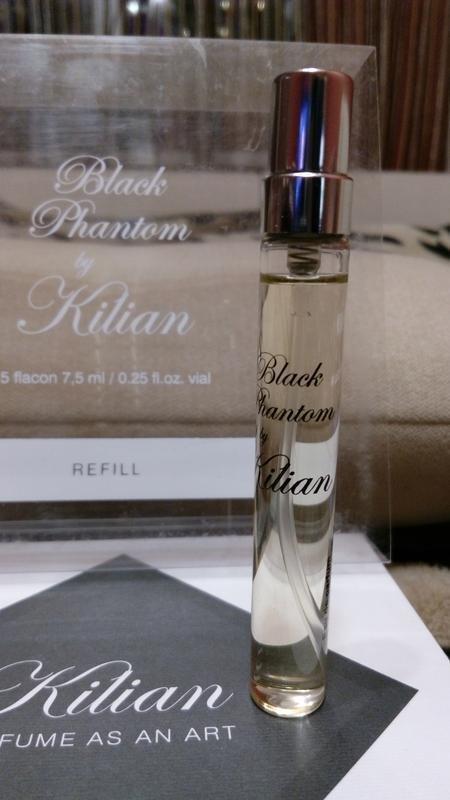 Black
Phantom
by
Kilian
5 flacon 7,5 ml / 0.25 fl.oz. vial
REFILL
Black
Phantom
by
Kilian
Kilian
FUME AS AN ART